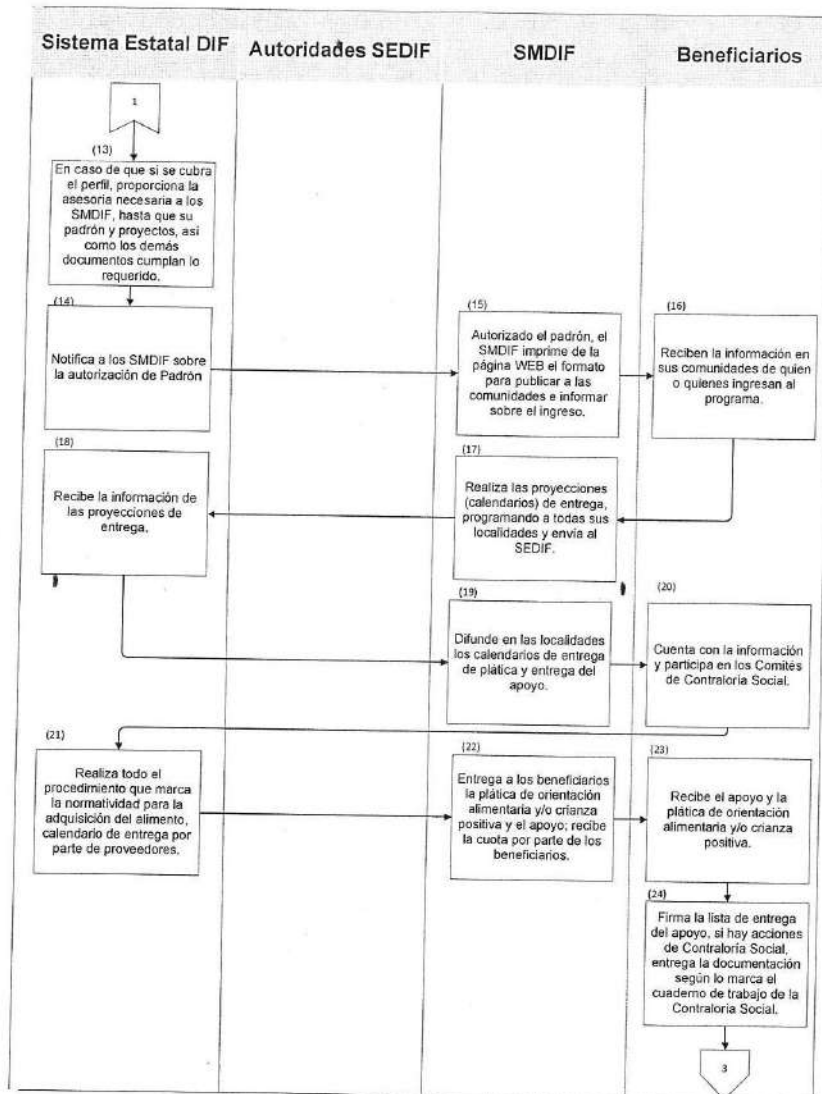 Sistema Estatal DIF
Autoridades SEDIF
SMDIF
Beneficiarios
1
(13)
En caso de que si se cubra
el perfil, proporciona la
asesoría necesaria a los
SMDIF, hasta que su
padrón y proyectos, así
como los demás
documentos cumplan lo
requerido.
(14)
Notifica a los SMDIF sobre
la autorización de Padrón
(15)
Autorizado el padrón, el
SMDIF imprime de la
página WEB el formato
para publicar a las
comunidades e informar
sobre el ingreso.
(16)
Reciben la información en
sus comunidades de quien
o quienes ingresan al
programa.
(17)
Realiza las proyecciones
(calendarios) de entrega,
programando a todas sus
localidades y envía al
SEDIF.
(18)
Recibe la información de
las proyecciones de
entrega.
(19)
Difunde en las localidades
los calendarios de entrega
de plática y entrega del
apoyo.
(20)
Cuenta con la información
y participa en los Comités
de Contraloría Social.
(21)
Realiza todo el
procedimiento que marca
la normatividad para la
adquisición del alimento,
calendario de entrega por
parte de proveedores.
(22)
Entrega a los beneficiarios
la plática de orientación
alimentaria y/o crianza
positiva y el apoyo; recibe
la cuota por parte de los
beneficiarios.
(23)
Recibe el apoyo y la
plática de orientación
alimentaria y/o crianza
positiva.
(24)
Firma la lista de entrega
del apoyo, si hay acciones
de Contraloría Social,
entrega la documentación
según lo marca el
cuaderno de trabajo de la
Contraloría Social.
3